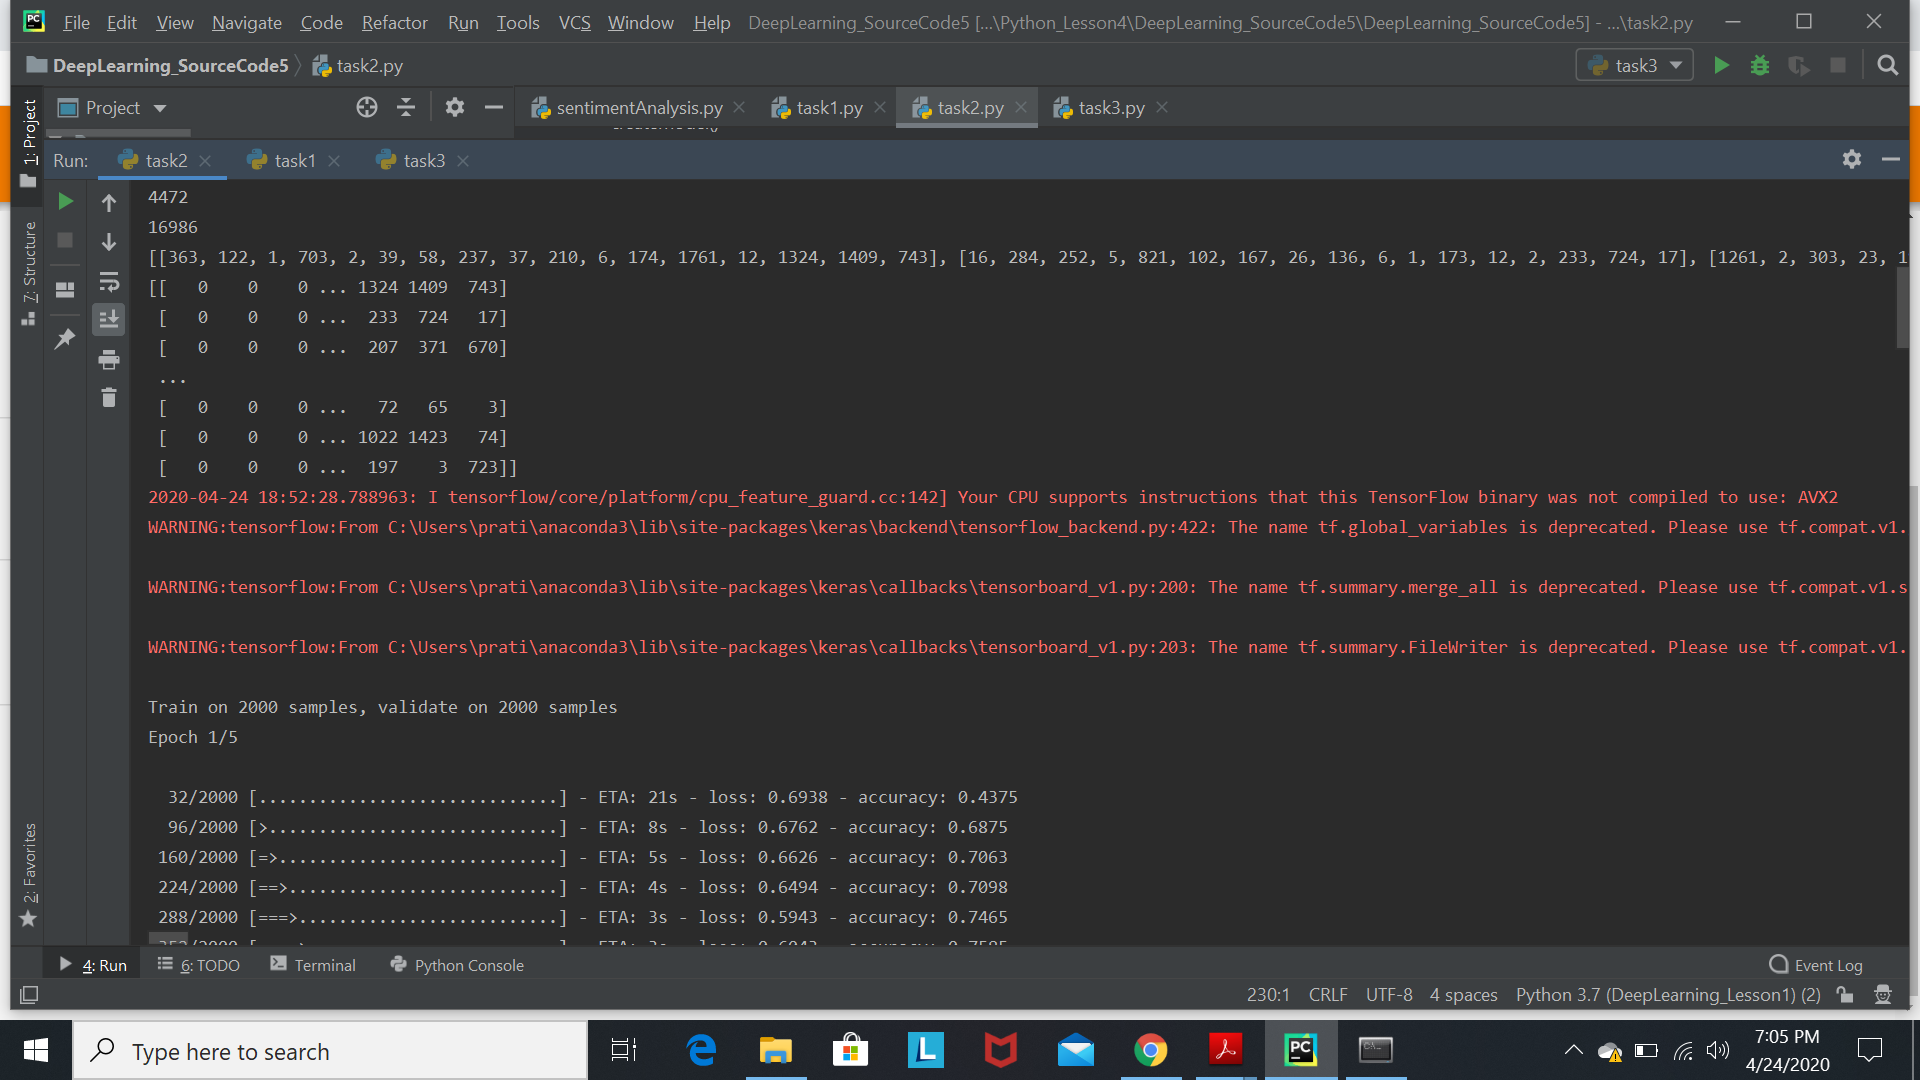 File Edit View Navigate Code Refactor Run Tools VCS Window Help DeepLearning_SourceCode5 [...\Python_Lesson4\DeepLearning_SourceCode5\DeepLearning_SourceCode5] - ...\task2.py
DeepLearning_SourceCode5 task2.py task3
Project sentimentAnalysis.py task1.py task2.py task3.py
1: Project
Run: task2 task1 task3
7: Structure
2: Favorites
4472
16986
[[363, 122, 1, 703, 2, 39, 58, 237, 37, 210, 6, 174, 1761, 12, 1324, 1409, 743], [16, 284, 252, 5, 821, 102, 167, 26, 136, 6, 1, 173, 12, 2, 233, 724, 17], [1261, 2, 303, 23, 1
[[ 0 0 0 ... 1324 1409 743]
[ 0 0 0 ... 233 724 17]
[ 0 0 0 ... 207 371 670]
...
[ 0 0 0 ... 72 65 3]
[ 0 0 0 ... 1022 1423 74]
[ 0 0 0 ... 197 3 723]]
2020-04-24 18:52:28.788963: I tensorflow/core/platform/cpu_feature_guard.cc:142] Your CPU supports instructions that this TensorFlow binary was not compiled to use: AVX2
WARNING:tensorflow:From C:\Users\prati\anaconda3\lib\site-packages\keras\backend\tensorflow_backend.py:422: The name tf.global_variables is deprecated. Please use tf.compat.v1.
WARNING:tensorflow:From C:\Users\prati\anaconda3\lib\site-packages\keras\callbacks\tensorboard_v1.py:200: The name tf.summary.merge_all is deprecated. Please use tf.compat.v1.s
WARNING:tensorflow:From C:\Users\prati\anaconda3\lib\site-packages\keras\callbacks\tensorboard_v1.py:203: The name tf.summary.FileWriter is deprecated. Please use tf.compat.v1.
Train on 2000 samples, validate on 2000 samples
Epoch 1/5
32/2000 [..............................] - ETA: 21s - loss: 0.6938 - accuracy: 0.4375
96/2000 [>.............................] - ETA: 8s - loss: 0.6762 - accuracy: 0.6875
160/2000 [=>............................] - ETA: 5s - loss: 0.6626 - accuracy: 0.7063
224/2000 [==>...........................] - ETA: 4s - loss: 0.6494 - accuracy: 0.7098
288/2000 [===>..........................] - ETA: 3s - loss: 0.5943 - accuracy: 0.7465
4: Run 6: TODO Terminal Python Console Event Log
230:1 CRLF UTF-8 4 spaces Python 3.7 (DeepLearning_Lesson1) (2)
Type here to search
7:05 PM
4/24/2020